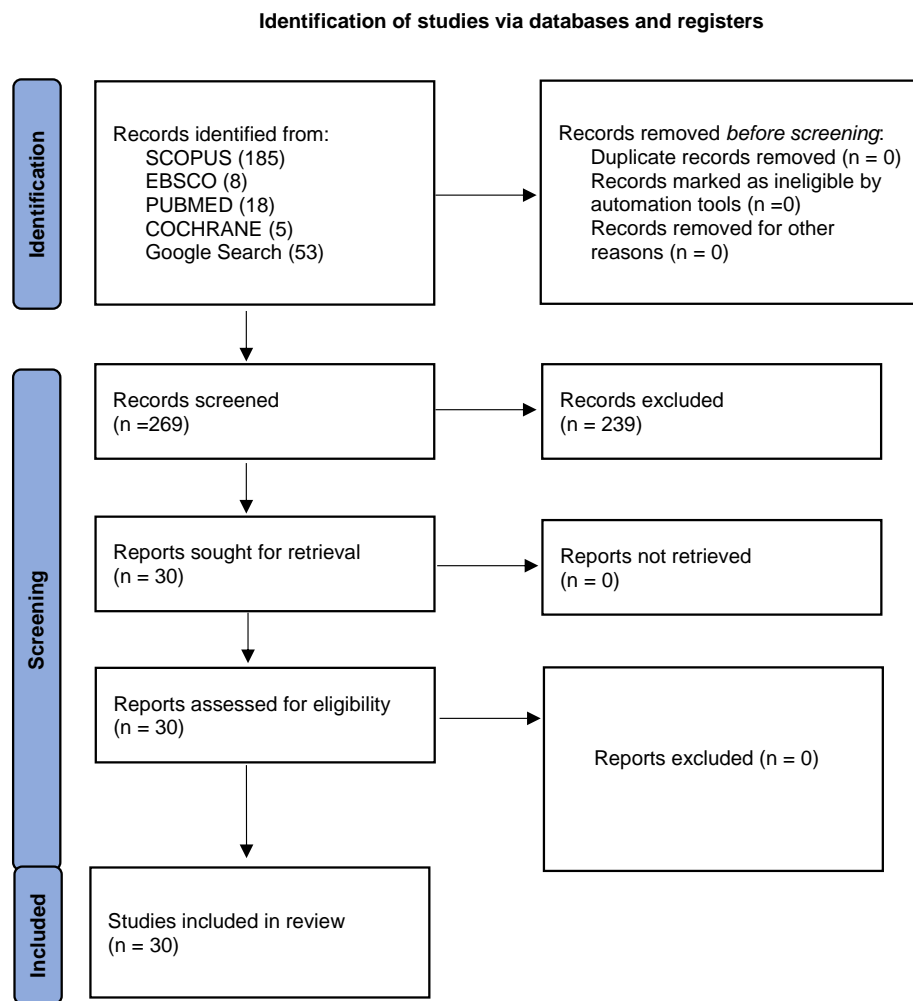 Identification of studies via databases and registers
Identification
Records identified from:
SCOPUS (185)
EBSCO (8)
PUBMED (18)
COCHRANE (5)
Google Search (53)
Records removed before screening:
Duplicate records removed (n = 0)
Records marked as ineligible by
automation tools (n =0)
Records removed for other
reasons (n = 0)
Screening
Records screened
(n =269)
Records excluded
(n = 239)
Reports sought for retrieval
(n = 30)
Reports not retrieved
(n = 0)
Reports assessed for eligibility
(n = 30)
Reports excluded (n = 0)
Included
Studies included in review
(n = 30)